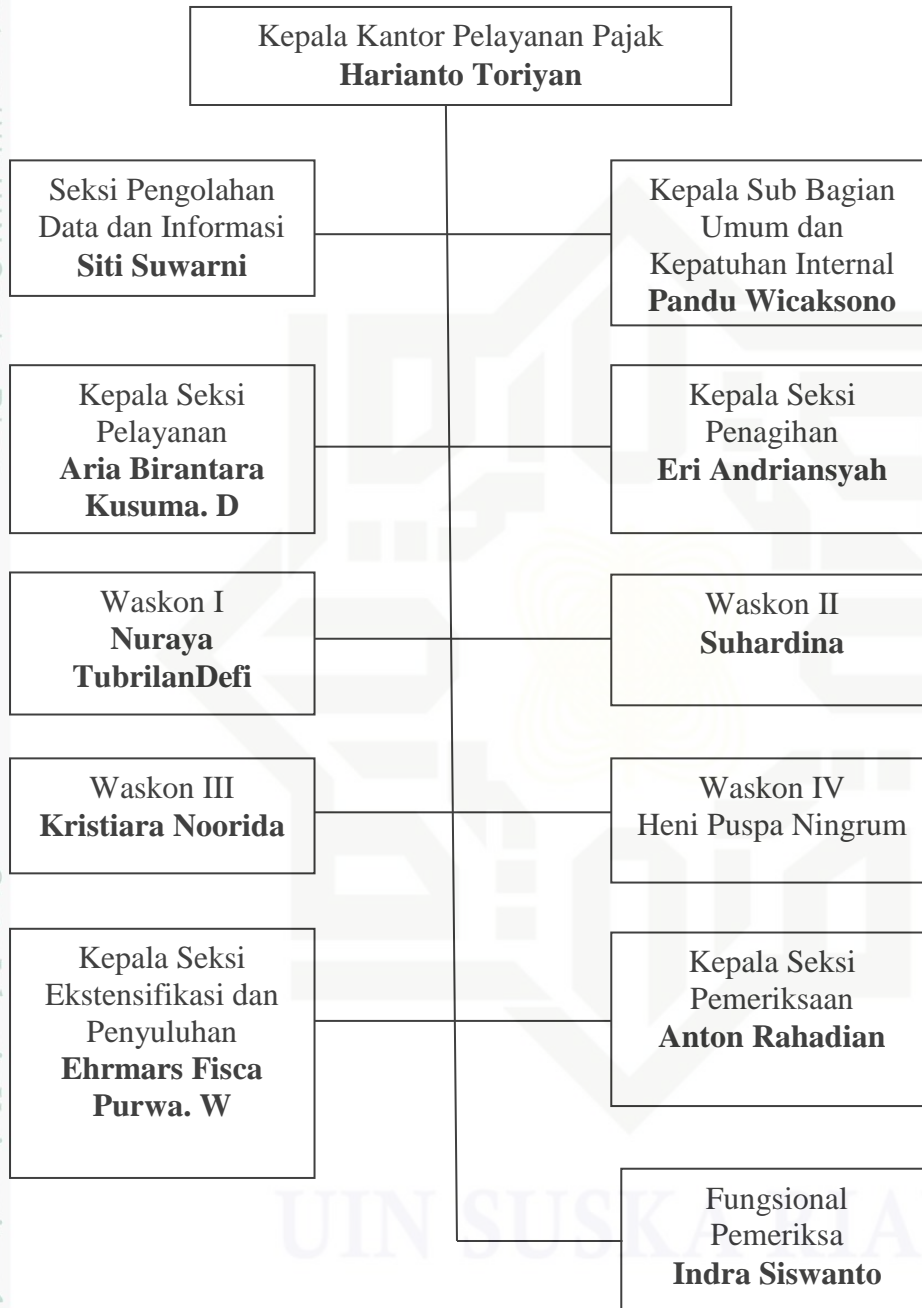 Kepala Kantor Pelayanan Pajak
Harianto Toriyan
Seksi Pengolahan
Data dan Informasi
Siti Suwarni
Kepala Sub Bagian
Umum dan
Kepatuhan Internal
Pandu Wicaksono
Kepala Seksi
Pelayanan
Aria Birantara
Kusuma. D
Kepala Seksi
Penagihan
Eri Andriansyah
Waskon I
Nuraya
TubrilanDefi
Waskon II
Suhardina
Waskon III
Kristiara Noorida
Waskon IV
Heni Puspa Ningrum
Kepala Seksi
Ekstensifikasi dan
Penyuluhan
Ehrmars Fisca
Purwa. W
Kepala Seksi
Pemeriksaan
Anton Rahadian
Fungsional
Pemeriksa
Indra Siswanto
UIN SUSKA RIA